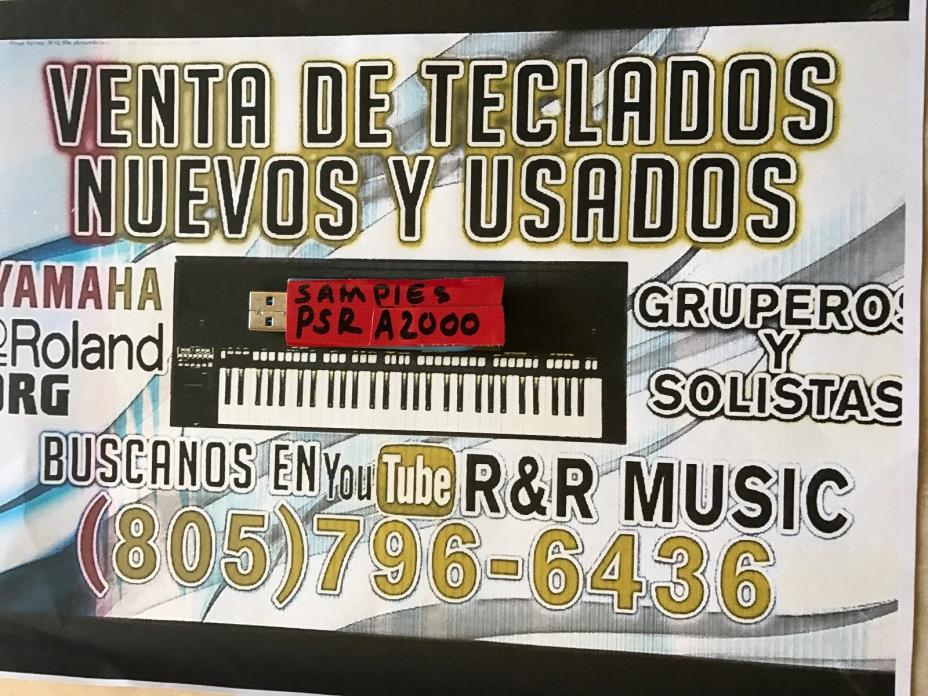 VENTA DE TECLADOS
NUEVOS Y USADOS
YAMAHA
Roland
ORG
SAMPIES
PSR A2000
GRUPEROS
Y
SOLISTAS
BUSCANOS EN YouTube R&R MUSIC
(805)796-6436